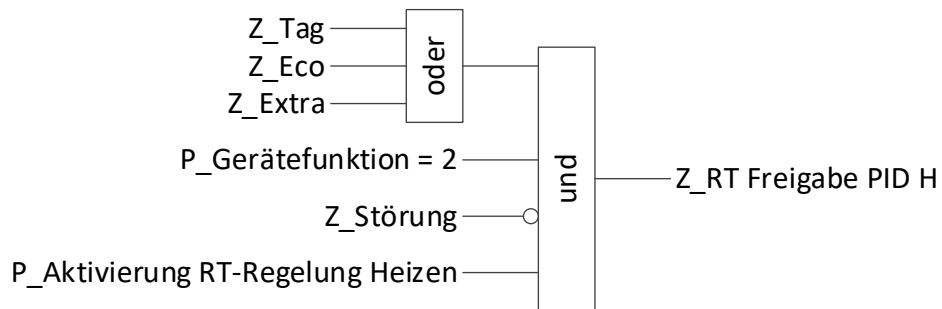 Z_Tag
Z_Eco
Z_Extra
oder
P_Gerätefunktion = 2
Z_Störung
P_Aktivierung RT-Regelung Heizen
und
Z_RT Freigabe PID H